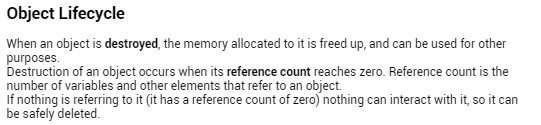 Object Lifecycle
When an object is destroyed, the memory allocated to it is freed up, and can be used for other
purposes.
Destruction of an object occurs when its reference count reaches zero. Reference count is the
number of variables and other elements that refer to an object.
If nothing is referring to it (it has a reference count of zero) nothing can interact with it, so it can
be safely deleted.